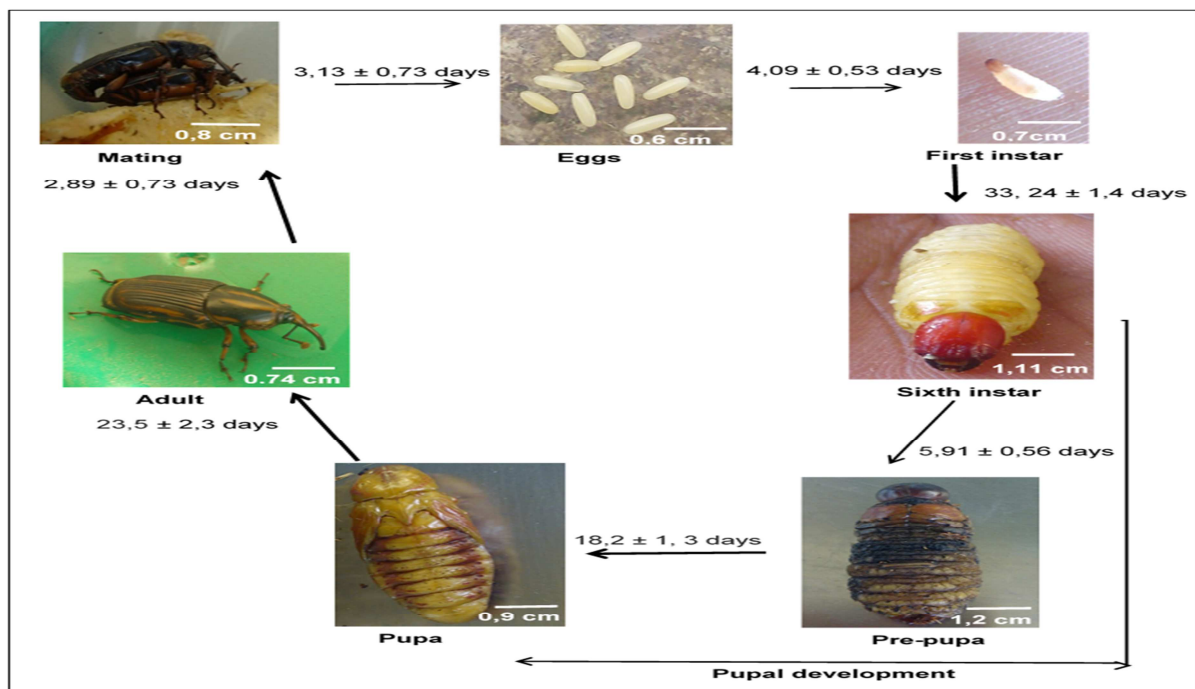 3,13 ± 0,73 days
4,09 ± 0,53 days
0,8 cm
0.6 cm
0,7cm
Mating
Eggs
First instar
2,89 ± 0,73 days
33, 24 ± 1,4 days
0.74 cm
1,11 cm
Adult
Sixth instar
23,5 ± 2,3 days
5,91 ± 0,56 days
18,2 ± 1, 3 days
0,9 cm
1,2 cm
Pupa
Pre-pupa
Pupal development